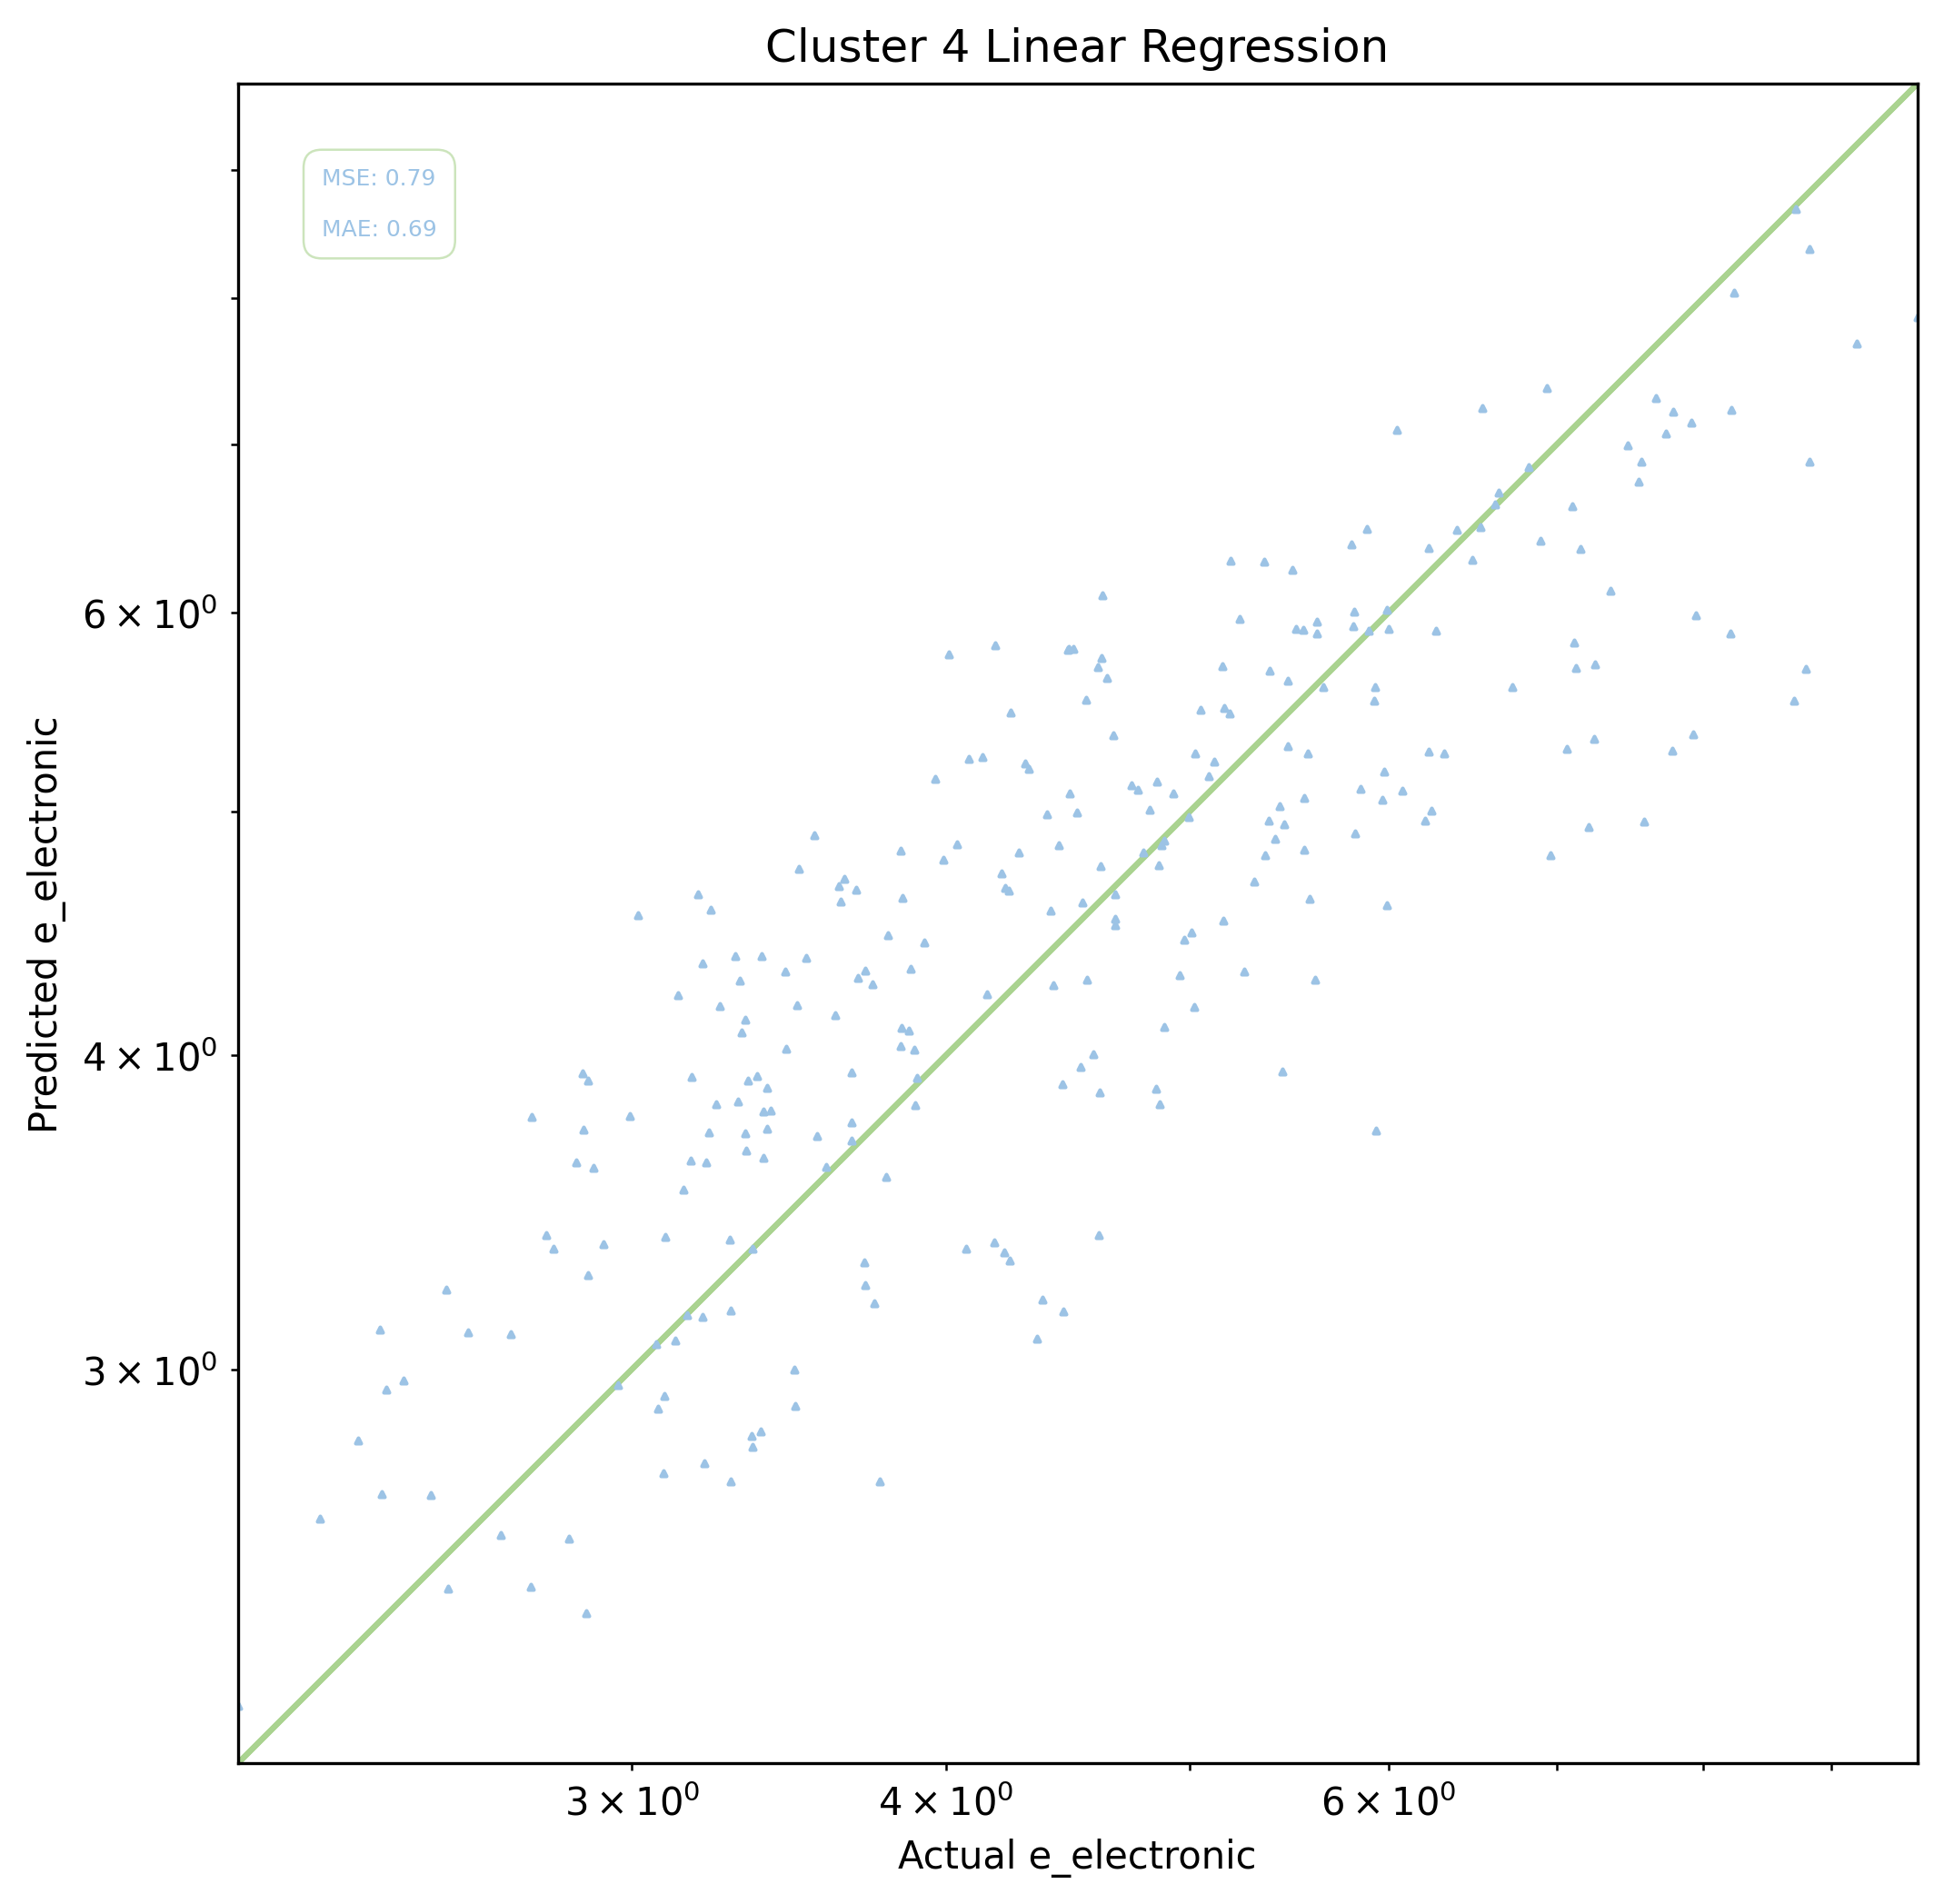 Cluster 4 Linear Regression
MSE: 0.79
MAE: 0.69
6 × 10⁰
4 × 10⁰
3 × 10⁰
Predicted e_electronic
3 × 10⁰
4 × 10⁰
6 × 10⁰
Actual e_electronic